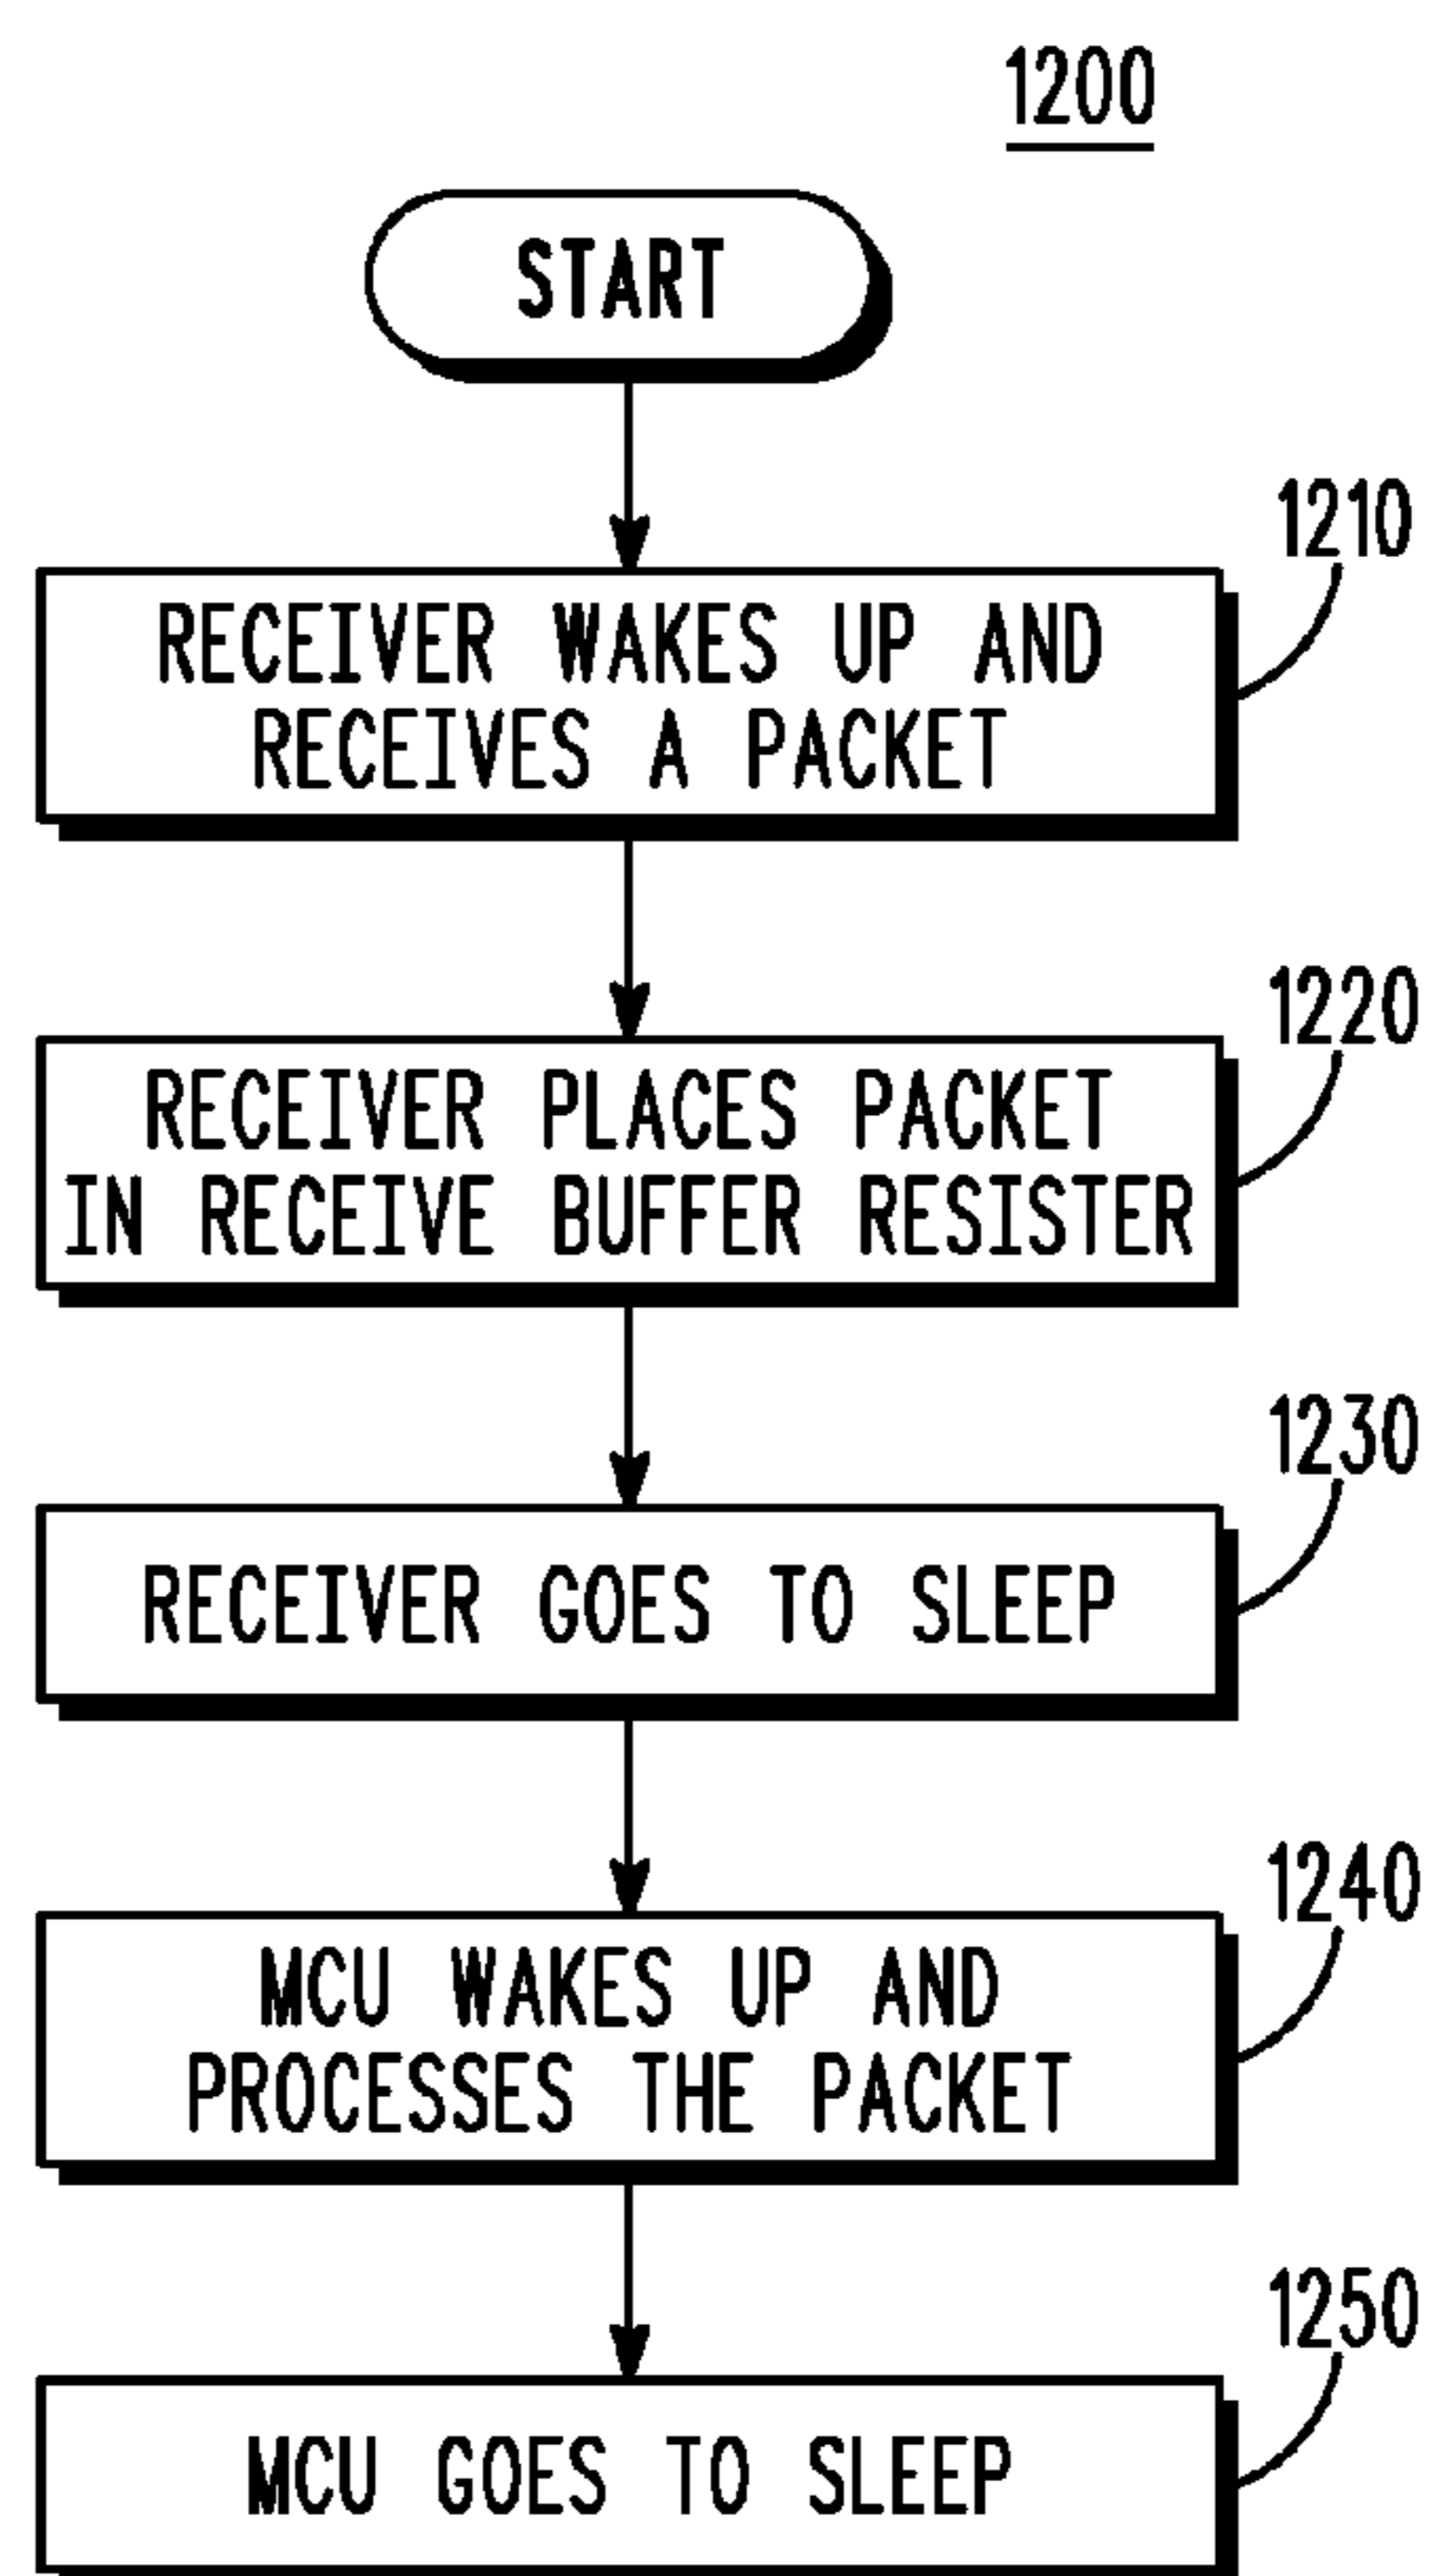 1200
START
1210
RECEIVER WAKES UP AND
RECEIVES A PACKET
1220
RECEIVER PLACES PACKET
IN RECEIVE BUFFER RESISTER
1230
RECEIVER GOES TO SLEEP
1240
MCU WAKES UP AND
PROCESSES THE PACKET
1250
MCU GOES TO SLEEP